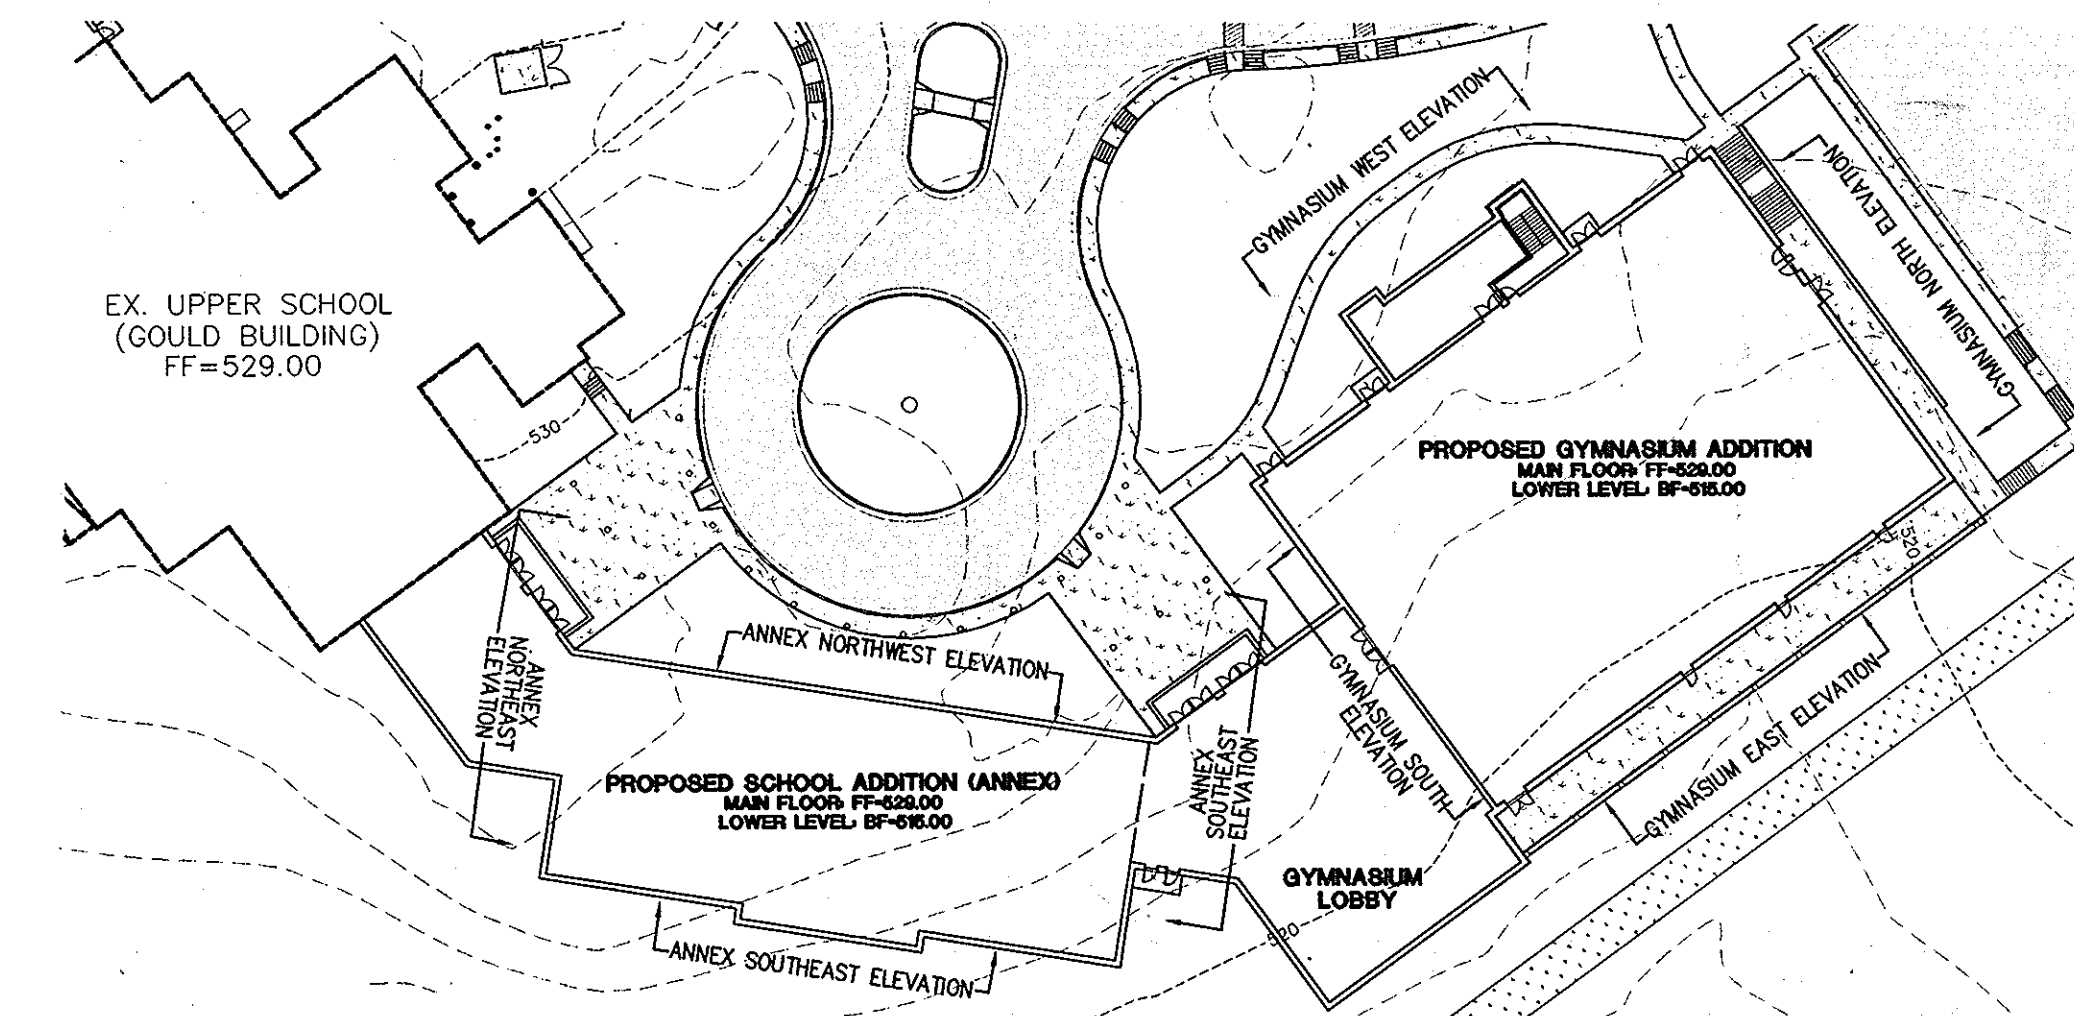 GYMNASIUM WEST ELEVATION
GYMNASIUM NORTH ELEVATION
EX. UPPER SCHOOL
(GOULD BUILDING)
FF=529.00
530
PROPOSED GYMNASIUM ADDITION
MAIN FLOOR: FF=529.00
LOWER LEVEL: BF=515.00
520
ANNEX NORTHWEST ELEVATION
ANNEX
NORTHEAST
ELEVATION
GYMNASIUM SOUTH
ELEVATION
GYMNASIUM EAST ELEVATION
PROPOSED SCHOOL ADDITION (ANNEX)
MAIN FLOOR: FF=529.00
LOWER LEVEL: BF=515.00
ANNEX
SOUTHEAST
ELEVATION
GYMNASIUM
LOBBY
520
ANNEX SOUTHEAST ELEVATION